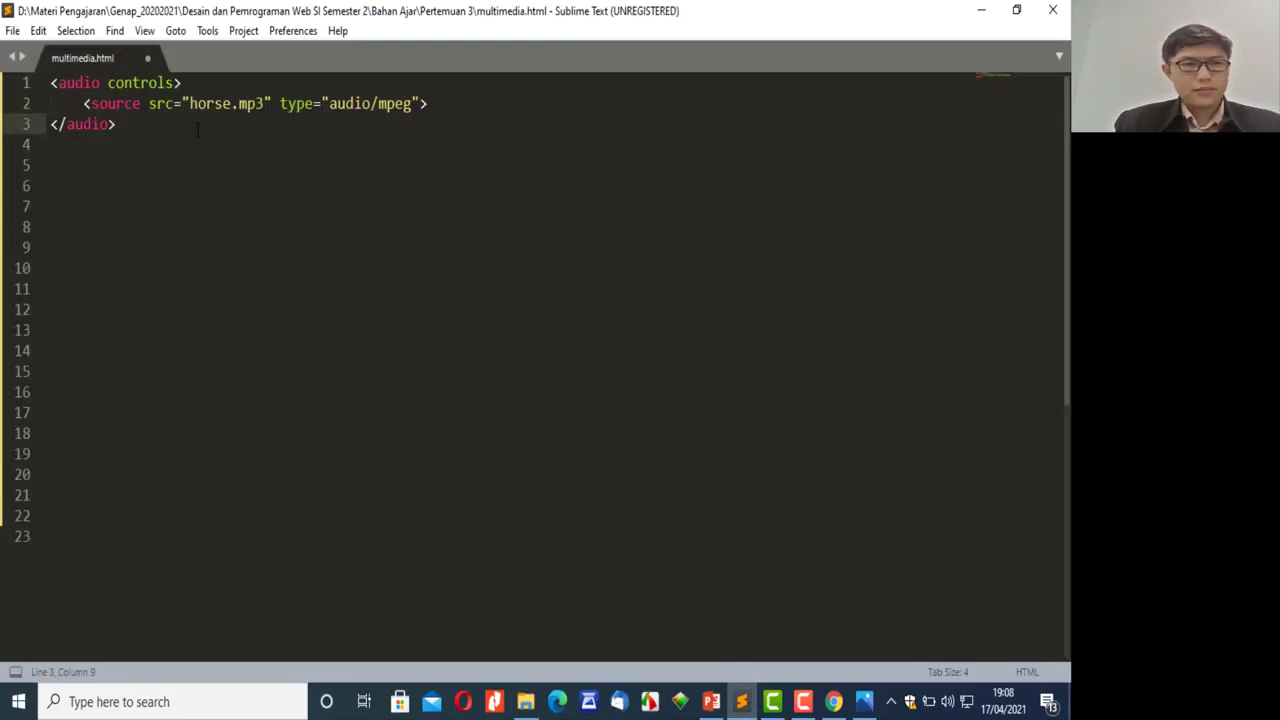 D:\Materi Pengajaran\Genap_20202021\Desain dan Pemrograman Web SI Semester 2\Bahan Ajar\Pertemuan 3\multimedia.html - Sublime Text (UNREGISTERED)
File Edit Selection Find View Goto Tools Project Preferences Help
multimedia.html
1 <audio controls>
2 <source src="horse.mp3" type="audio/mpeg">
3 </audio>
4
5
6
7
8
9
10
11
12
13
14
15
16
17
18
19
20
21
22
23
Line 3, Column 9 Tab Size: 4 HTML
Type here to search
19:08
17/04/2021
13